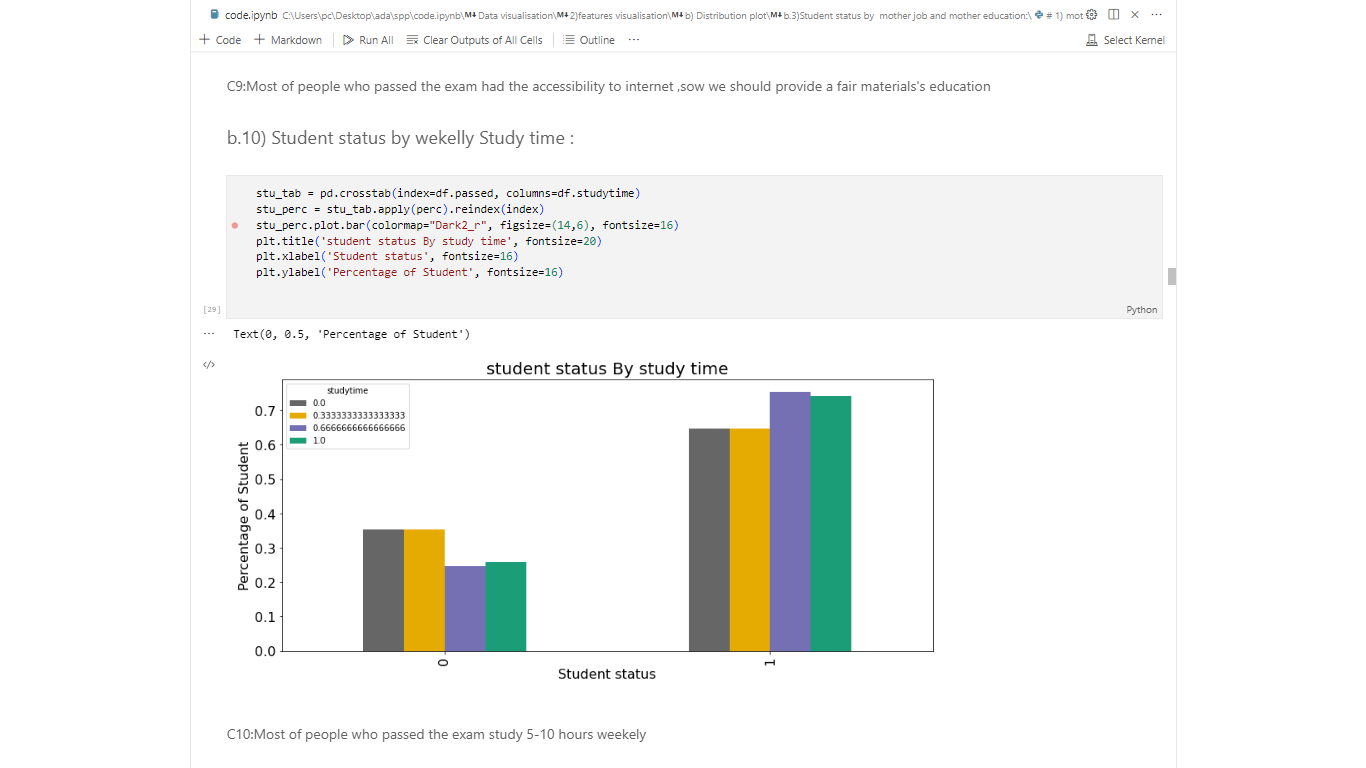 code.ipynb C:\Users\pc\Desktop\ada\spp\code.ipynb\M↓Data visualisation\M↓2)features visualisation\M↓b) Distribution plot\M↓b.3)Student status by mother job and mother education:\ # 1) mot
+ Code + Markdown Run All Clear Outputs of All Cells Outline ··· Select Kernel
C9:Most of people who passed the exam had the accessibility to internet ,sow we should provide a fair materials's education
b.10) Student status by wekelly Study time :
stu_tab = pd.crosstab(index=df.passed, columns=df.studytime)
stu_perc = stu_tab.apply(perc).reindex(index)
stu_perc.plot.bar(colormap="Dark2_r", figsize=(14,6), fontsize=16)
plt.title('student status By study time', fontsize=20)
plt.xlabel('Student status', fontsize=16)
plt.ylabel('Percentage of Student', fontsize=16)
[29]
Python
Text(0, 0.5, 'Percentage of Student')
student status By study time
studytime
0.0
0.3333333333333333
0.6666666666666666
1.0
Percentage of Student
0.7
0.6
0.5
0.4
0.3
0.2
0.1
0.0
0
1
Student status
C10:Most of people who passed the exam study 5-10 hours weekely